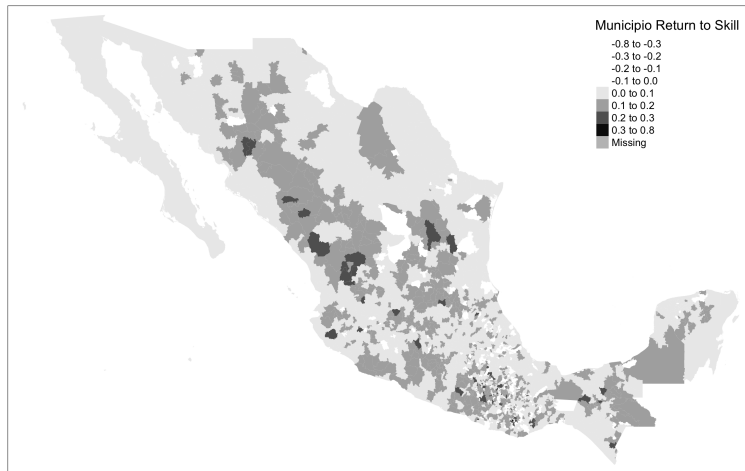 Municipio Return to Skill
-0.8 to -0.3
-0.3 to -0.2
-0.2 to -0.1
-0.1 to 0.0
0.0 to 0.1
0.1 to 0.2
0.2 to 0.3
0.3 to 0.8
Missing